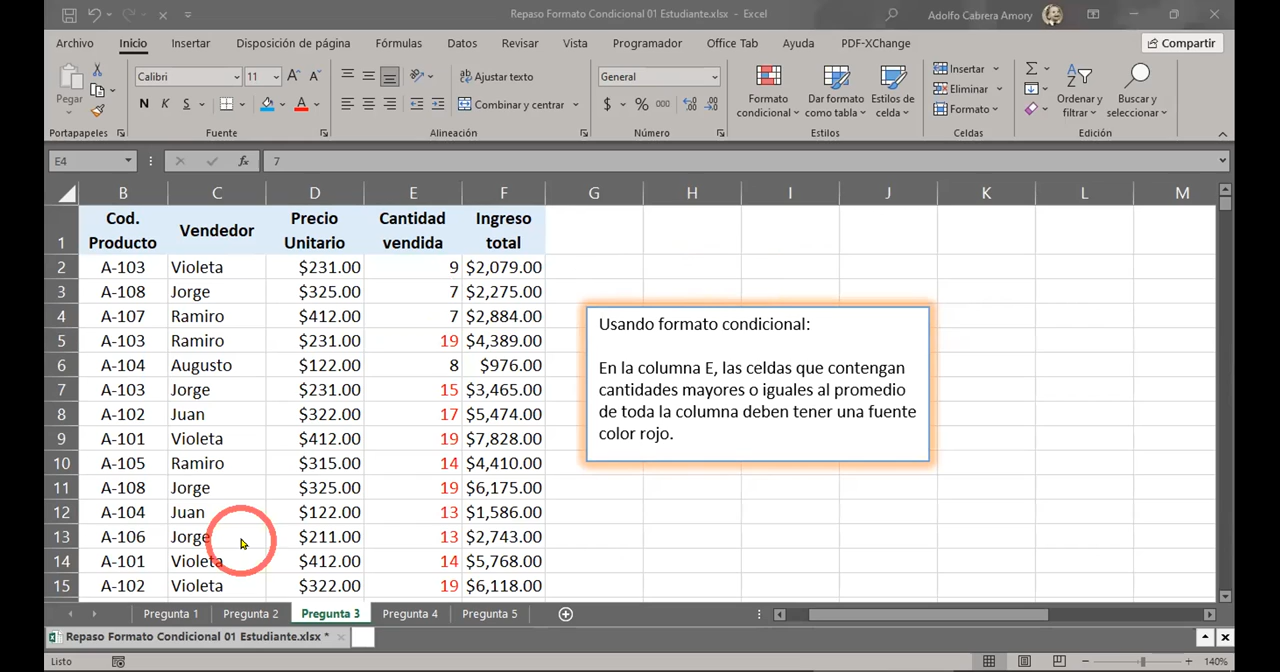 Repaso Formato Condicional 01 Estudiante.xlsx - Excel
Adolfo Cabrera Amory
Archivo Inicio Insertar Disposición de página Fórmulas Datos Revisar Vista Programador Office Tab Ayuda PDF-XChange Compartir
Pegar
Calibri 11
N K S
A
Ajustar texto
Combinar y centrar
General
$ % 000
Formato condicional
Dar formato como tabla
Estilos de celda
Insertar
Eliminar
Formato
Ordenar y filtrar
Buscar y seleccionar
Portapapeles Fuente Alineación Número Estilos Celdas Edición
E4 fx 7
B C D E F G H I J K L M
1 Cod. Producto Vendedor Precio Unitario Cantidad vendida Ingreso total
2 A-103 Violeta $231.00 9 $2,079.00
3 A-108 Jorge $325.00 7 $2,275.00
4 A-107 Ramiro $412.00 7 $2,884.00
5 A-103 Ramiro $231.00 19 $4,389.00
6 A-104 Augusto $122.00 8 $976.00
7 A-103 Jorge $231.00 15 $3,465.00
8 A-102 Juan $322.00 17 $5,474.00
9 A-101 Violeta $412.00 19 $7,828.00
10 A-105 Ramiro $315.00 14 $4,410.00
11 A-108 Jorge $325.00 19 $6,175.00
12 A-104 Juan $122.00 13 $1,586.00
13 A-106 Jorge $211.00 13 $2,743.00
14 A-101 Violeta $412.00 14 $5,768.00
15 A-102 Violeta $322.00 19 $6,118.00
Usando formato condicional:
En la columna E, las celdas que contengan
cantidades mayores o iguales al promedio
de toda la columna deben tener una fuente
color rojo.
Pregunta 1 Pregunta 2 Pregunta 3 Pregunta 4 Pregunta 5
Repaso Formato Condicional 01 Estudiante.xlsx *
Listo
140%